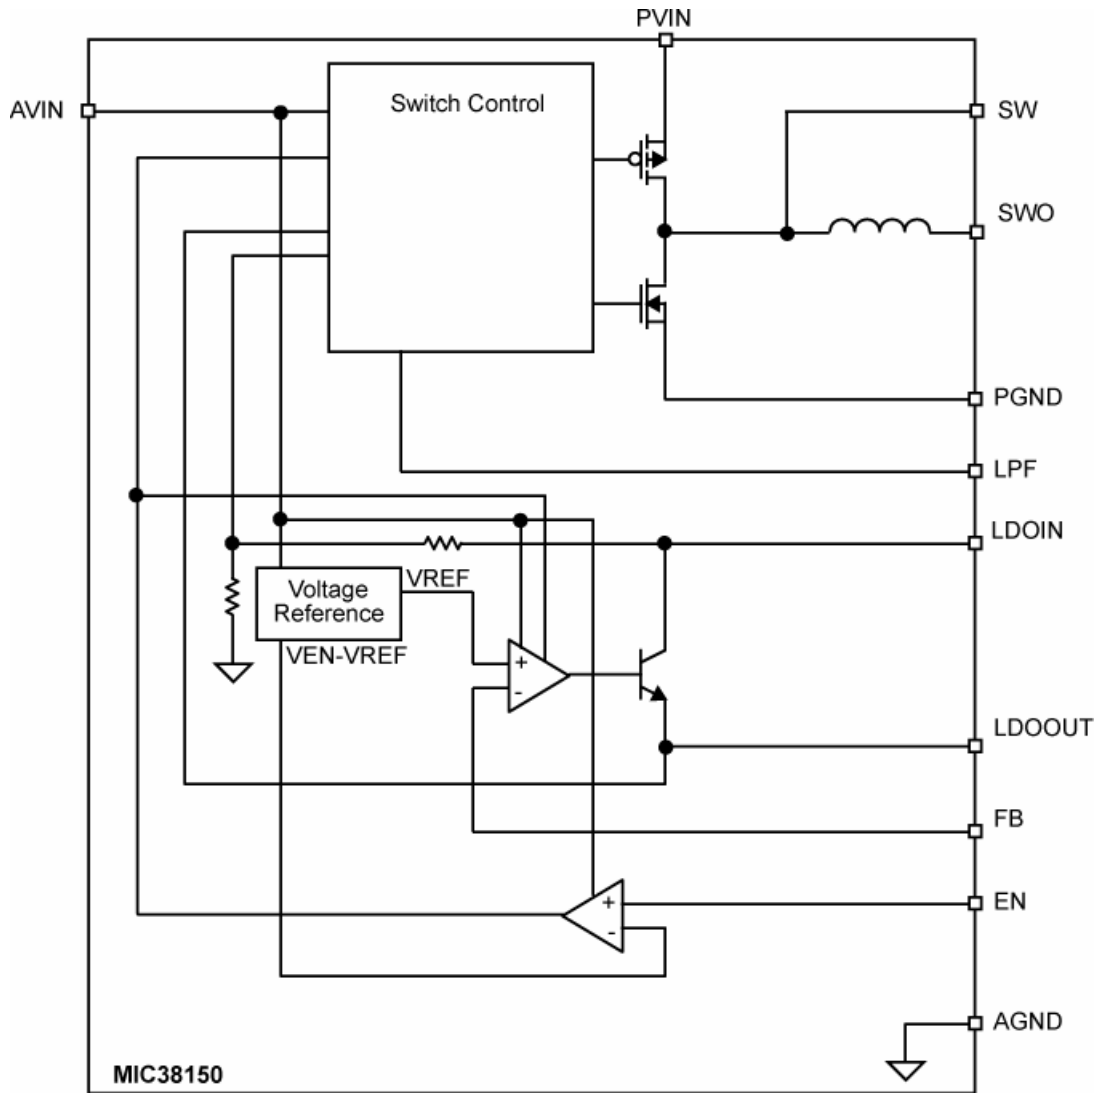 PVIN
AVIN
Switch Control
SW
SWO
PGND
LPF
LDOIN
Voltage
Reference
VREF
VEN-VREF
+
-
LDOOUT
FB
+
-
EN
AGND
MIC38150